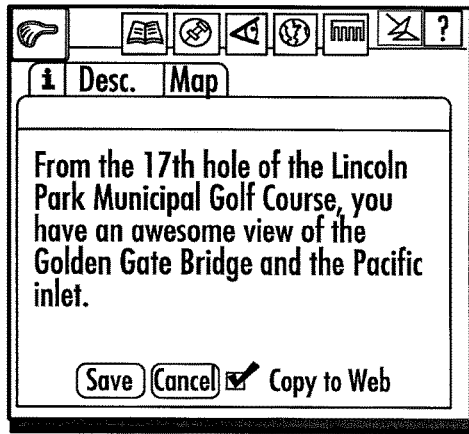 ?
i Desc. Map
From the 17th hole of the Lincoln
Park Municipal Golf Course, you
have an awesome view of the
Golden Gate Bridge and the Pacific
inlet.
Save Cancel Copy to Web